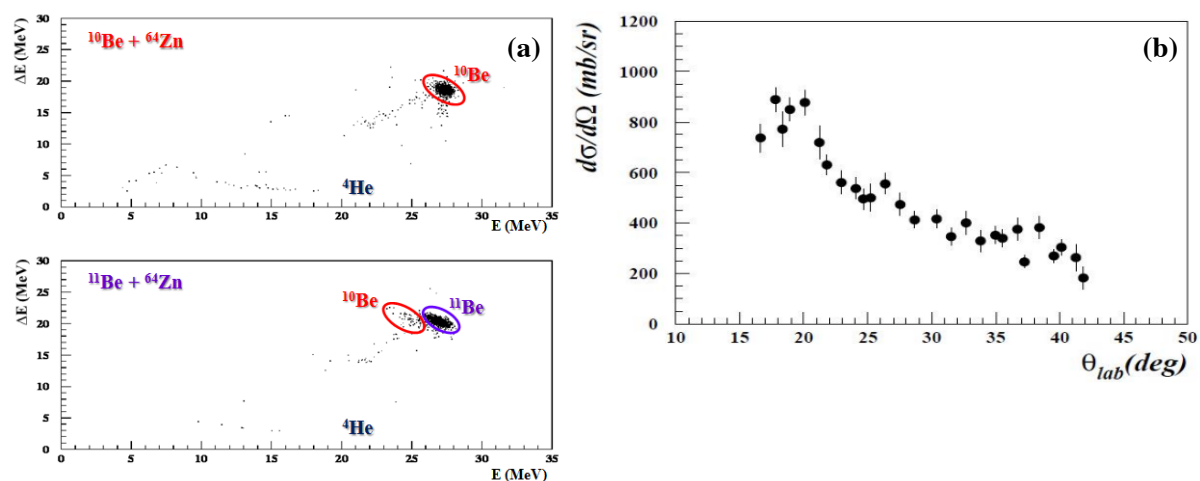 ΔE (MeV)
30
25
20
15
10
5
0
¹⁰Be + ⁶⁴Zn
(a)
¹⁰Be
⁴He
0 5 10 15 20 25 30 35
E (MeV)
ΔE (MeV)
30
25
20
15
10
5
0
¹¹Be + ⁶⁴Zn
¹⁰Be
¹¹Be
⁴He
0 5 10 15 20 25 30 35
E (MeV)
dσ/dΩ (mb/sr)
1200
1000
800
600
400
200
0
(b)
10 15 20 25 30 35 40 45 50
θlab(deg)